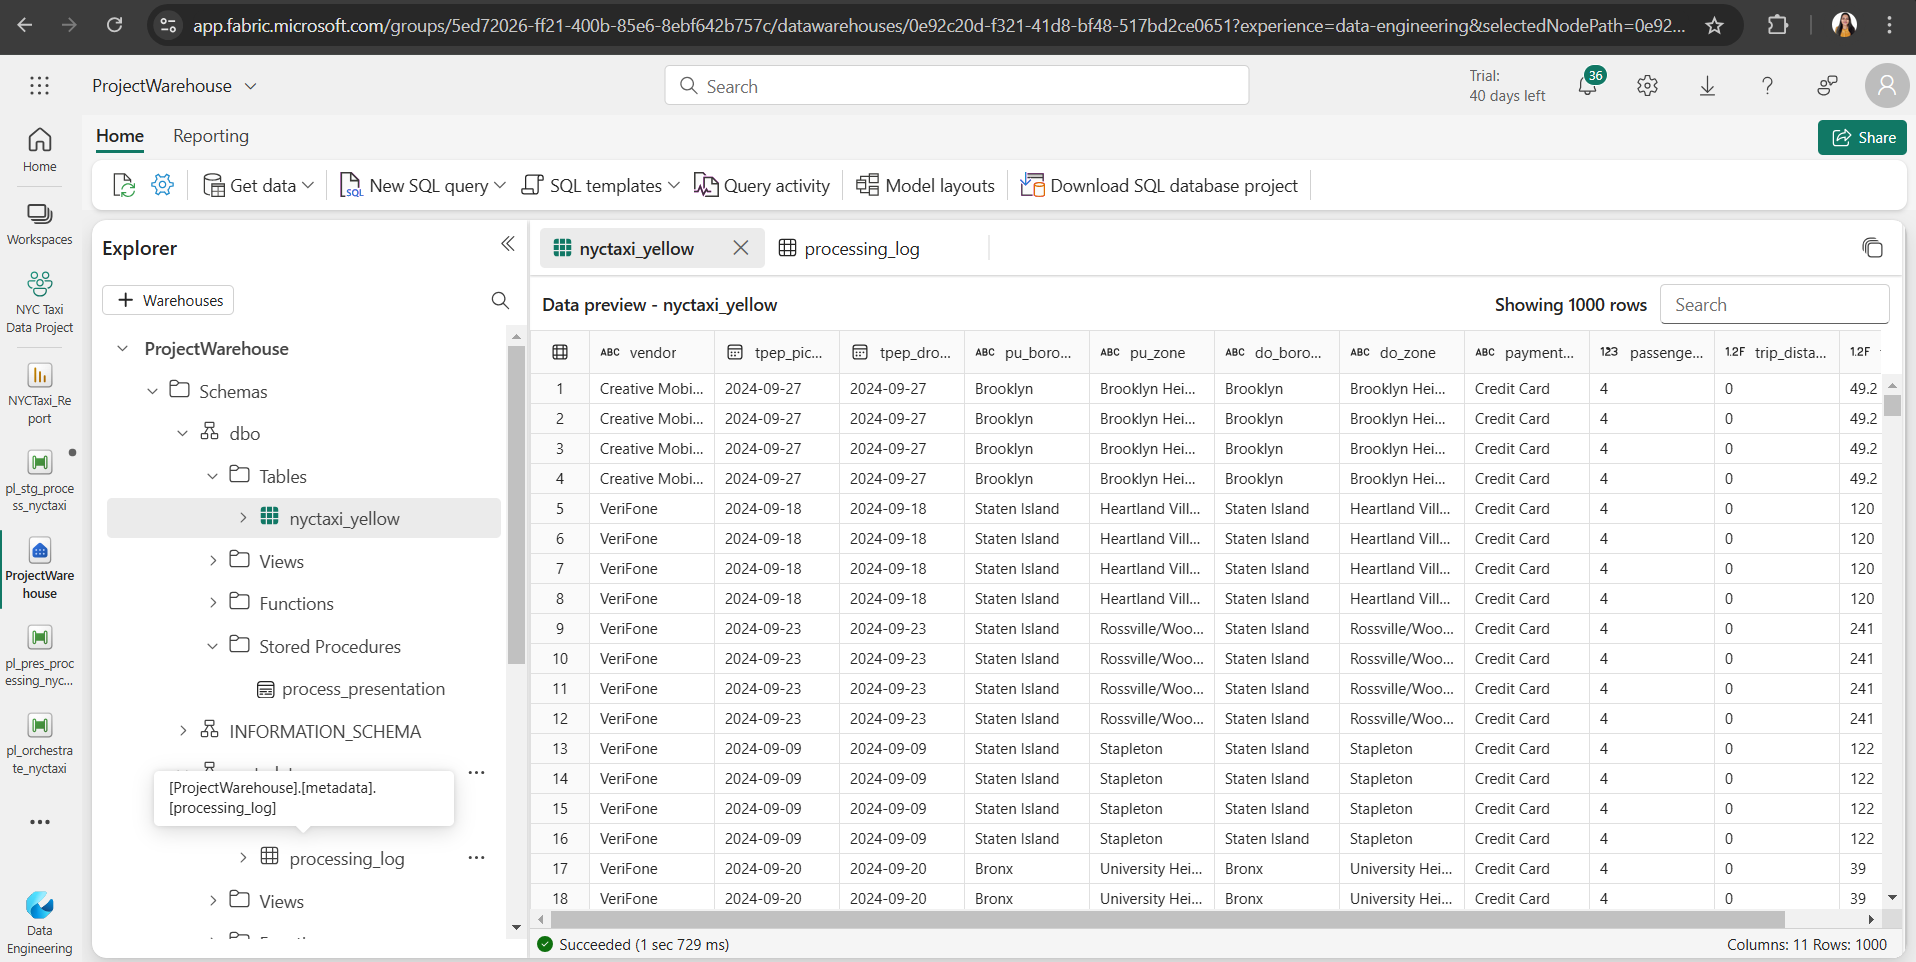 app.fabric.microsoft.com/groups/5ed72026-ff21-400b-85e6-8ebf642b757c/datawarehouses/0e92c20d-f321-41d8-bf48-517bd2ce0651?experience=data-engineering&selectedNodePath=0e92...
ProjectWarehouse
Search
Trial:
40 days left
36
Home
Reporting
Share
Get data
New SQL query
SQL templates
Query activity
Model layouts
Download SQL database project
Home
Workspaces
NYC Taxi
Data Project
NYCTaxi_Re
port
pl_stg_proce
ss_nyctaxi
ProjectWare
house
pl_pres_proc
essing_nyc...
pl_orchestra
te_nyctaxi
Data
Engineering
Explorer
Warehouses
ProjectWarehouse
Schemas
dbo
Tables
nyctaxi_yellow
Views
Functions
Stored Procedures
process_presentation
INFORMATION_SCHEMA
[ProjectWarehouse].[metadata].
[processing_log]
processing_log
Views
nyctaxi_yellow
processing_log
Data preview - nyctaxi_yellow
Showing 1000 rows
Search
ABC vendor tpep_pic... tpep_dro... ABC pu_boro... ABC pu_zone ABC do_boro... ABC do_zone ABC payment... 123 passenge... 1.2F trip_dista... 1.2F
1 Creative Mobi... 2024-09-27 2024-09-27 Brooklyn Brooklyn Hei... Brooklyn Brooklyn Hei... Credit Card 4 0 49.2
2 Creative Mobi... 2024-09-27 2024-09-27 Brooklyn Brooklyn Hei... Brooklyn Brooklyn Hei... Credit Card 4 0 49.2
3 Creative Mobi... 2024-09-27 2024-09-27 Brooklyn Brooklyn Hei... Brooklyn Brooklyn Hei... Credit Card 4 0 49.2
4 Creative Mobi... 2024-09-27 2024-09-27 Brooklyn Brooklyn Hei... Brooklyn Brooklyn Hei... Credit Card 4 0 49.2
5 VeriFone 2024-09-18 2024-09-18 Staten Island Heartland Vill... Staten Island Heartland Vill... Credit Card 4 0 120
6 VeriFone 2024-09-18 2024-09-18 Staten Island Heartland Vill... Staten Island Heartland Vill... Credit Card 4 0 120
7 VeriFone 2024-09-18 2024-09-18 Staten Island Heartland Vill... Staten Island Heartland Vill... Credit Card 4 0 120
8 VeriFone 2024-09-18 2024-09-18 Staten Island Heartland Vill... Staten Island Heartland Vill... Credit Card 4 0 120
9 VeriFone 2024-09-23 2024-09-23 Staten Island Rossville/Woo... Staten Island Rossville/Woo... Credit Card 4 0 241
10 VeriFone 2024-09-23 2024-09-23 Staten Island Rossville/Woo... Staten Island Rossville/Woo... Credit Card 4 0 241
11 VeriFone 2024-09-23 2024-09-23 Staten Island Rossville/Woo... Staten Island Rossville/Woo... Credit Card 4 0 241
12 VeriFone 2024-09-23 2024-09-23 Staten Island Rossville/Woo... Staten Island Rossville/Woo... Credit Card 4 0 241
13 VeriFone 2024-09-09 2024-09-09 Staten Island Stapleton Staten Island Stapleton Credit Card 4 0 122
14 VeriFone 2024-09-09 2024-09-09 Staten Island Stapleton Staten Island Stapleton Credit Card 4 0 122
15 VeriFone 2024-09-09 2024-09-09 Staten Island Stapleton Staten Island Stapleton Credit Card 4 0 122
16 VeriFone 2024-09-09 2024-09-09 Staten Island Stapleton Staten Island Stapleton Credit Card 4 0 122
17 VeriFone 2024-09-20 2024-09-20 Bronx University Hei... Bronx University Hei... Credit Card 4 0 39
18 VeriFone 2024-09-20 2024-09-20 Bronx University Hei... Bronx University Hei... Credit Card 4 0 39
Succeeded (1 sec 729 ms)
Columns: 11 Rows: 1000